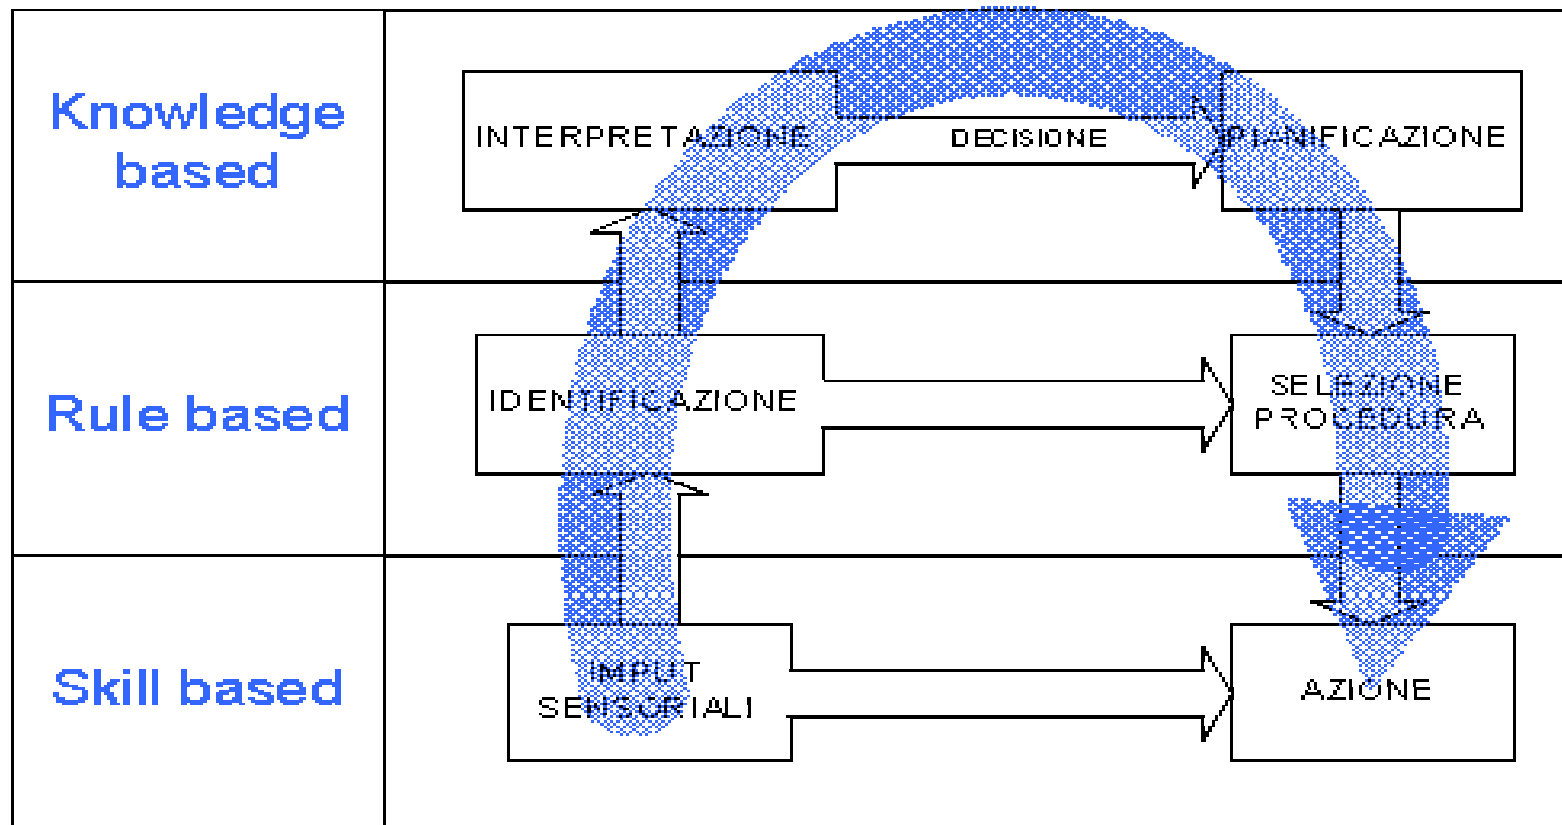 Knowledge
based
INTERPRETAZIONE
DECISIONE
PIANIFICAZIONE
Rule based
IDENTIFICAZIONE
SELEZIONE
PROCEDURA
Skill based
IMPUT
SENSORIALI
AZIONE